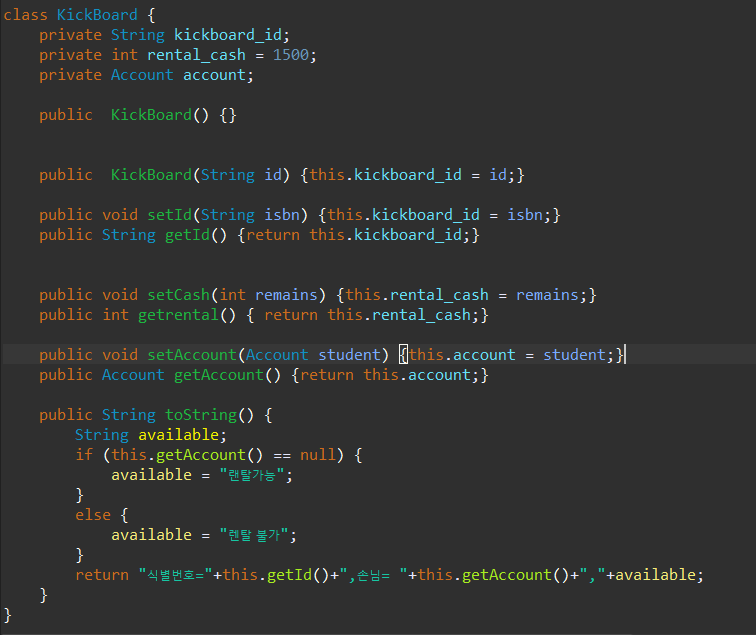 class KickBoard {
private String kickboard_id;
private int rental_cash = 1500;
private Account account;
public  KickBoard() {}
public  KickBoard(String id) {this.kickboard_id = id;}
public void setId(String isbn) {this.kickboard_id = isbn;}
public String getId() {return this.kickboard_id;}
public void setCash(int remains) {this.rental_cash = remains;}
public int getrental() { return this.rental_cash;}
public void setAccount(Account student) {this.account = student;}
public Account getAccount() {return this.account;}
public String toString() {
String available;
if (this.getAccount() == null) {
available = "랜탈가능";
}
else {
available = "렌탈 불가";
}
return "식별번호="+this.getId()+",손님= "+this.getAccount()+","+available;
}
}